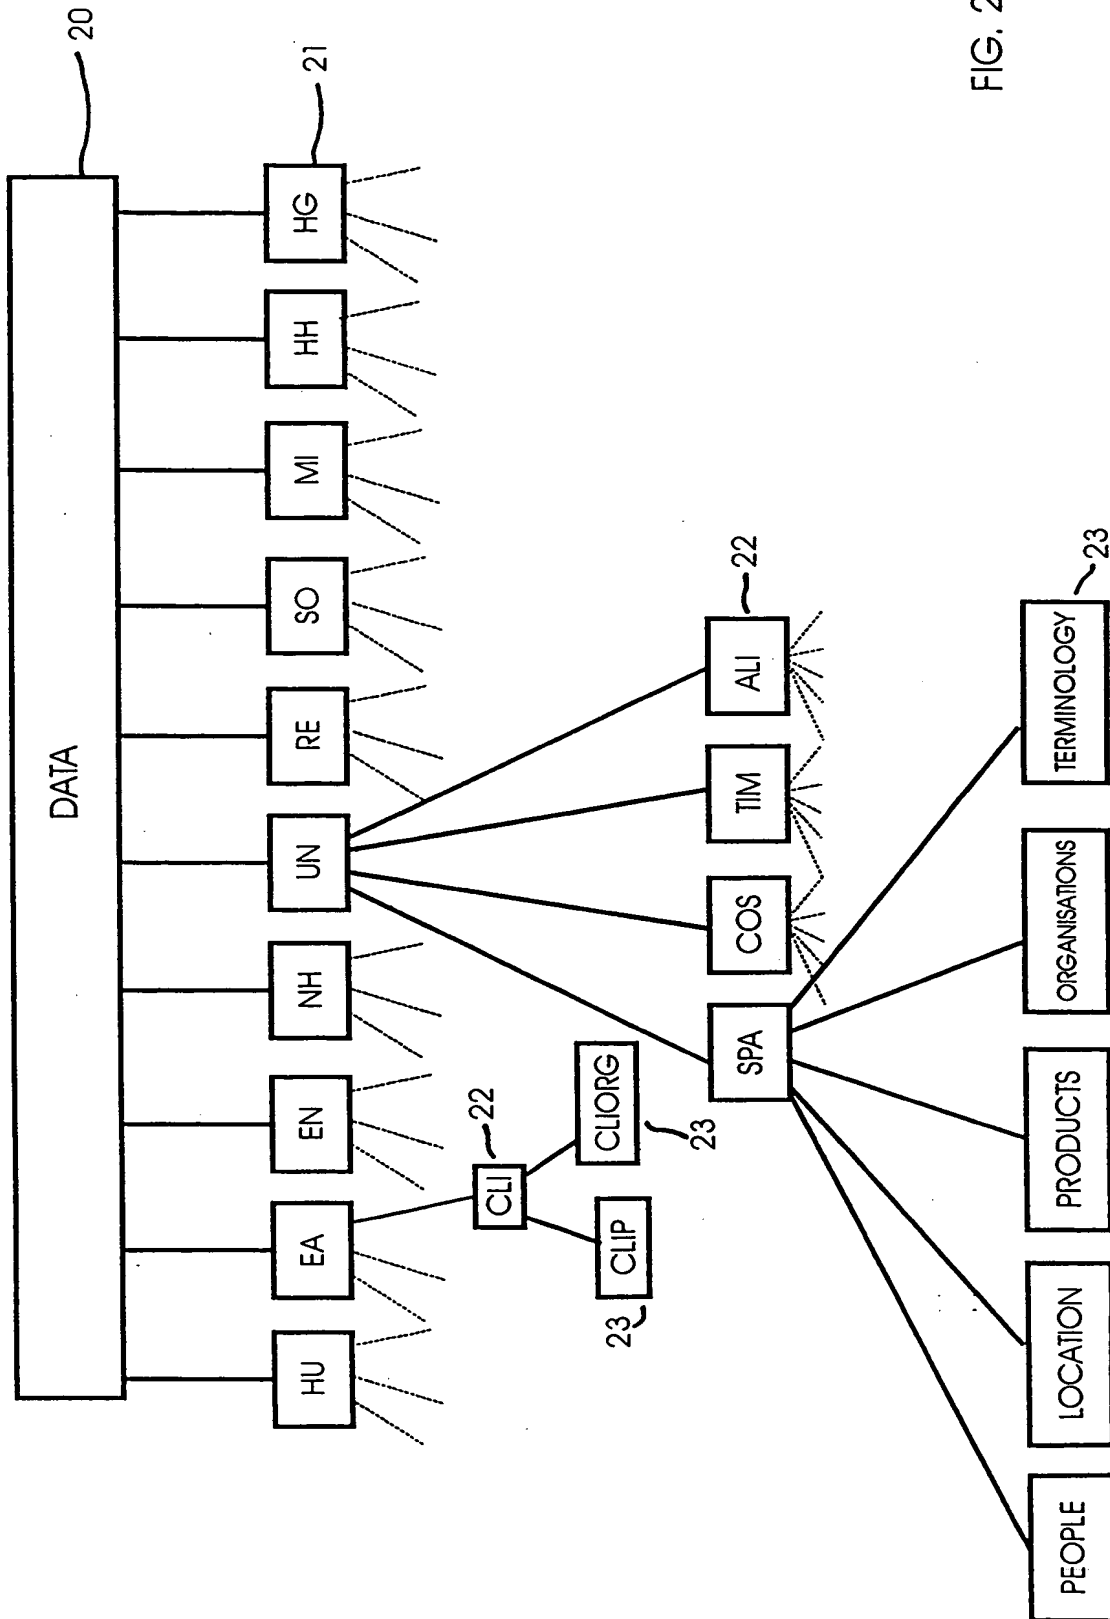 20
DATA
21
HU
EA
EN
NH
UN
RE
SO
MI
HH
HG
22
CLI
23
CLIP
CLIORG
23
22
SPA
COS
TIM
ALI
23
PEOPLE
LOCATION
PRODUCTS
ORGANISATIONS
TERMINOLOGY
FIG. 2